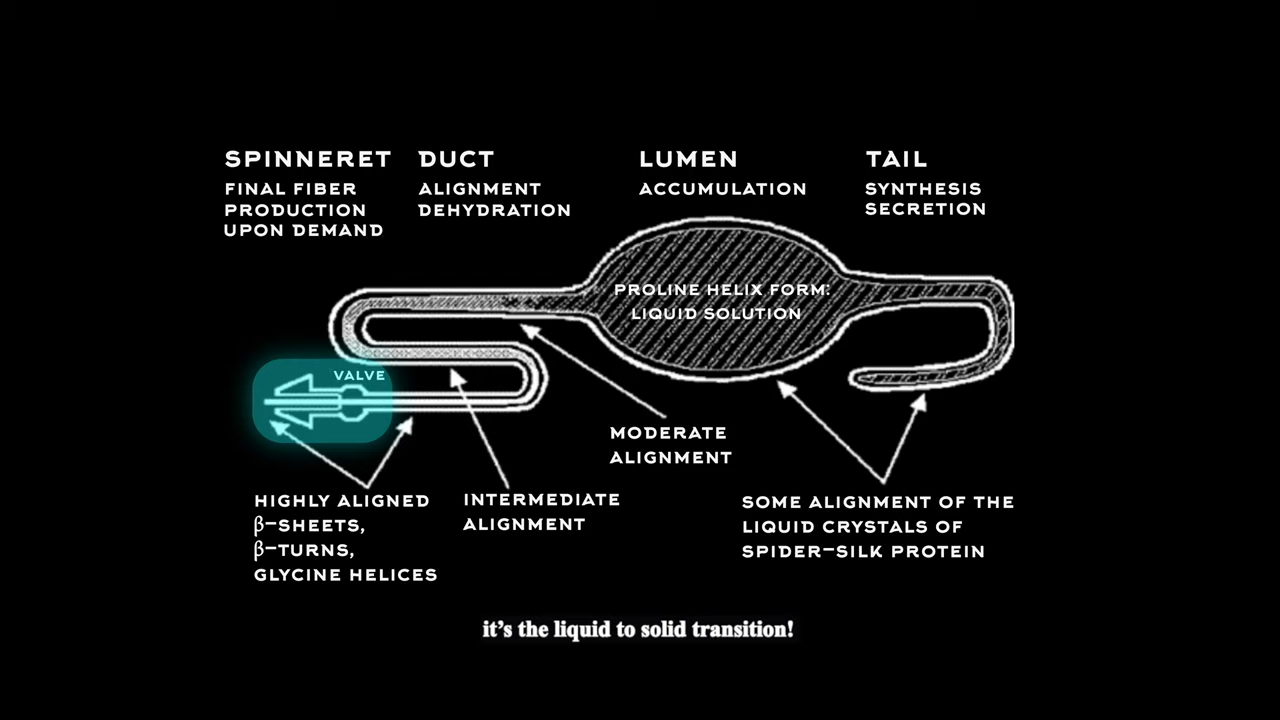 SPINNERET
FINAL FIBER
PRODUCTION
UPON DEMAND
DUCT
ALIGNMENT
DEHYDRATION
LUMEN
ACCUMULATION
TAIL
SYNTHESIS
SECRETION
PROLINE HELIX FORM:
LIQUID SOLUTION
VALVE
MODERATE
ALIGNMENT
HIGHLY ALIGNED
β-SHEETS,
β-TURNS,
GLYCINE HELICES
INTERMEDIATE
ALIGNMENT
SOME ALIGNMENT OF THE
LIQUID CRYSTALS OF
SPIDER-SILK PROTEIN
it's the liquid to solid transition!